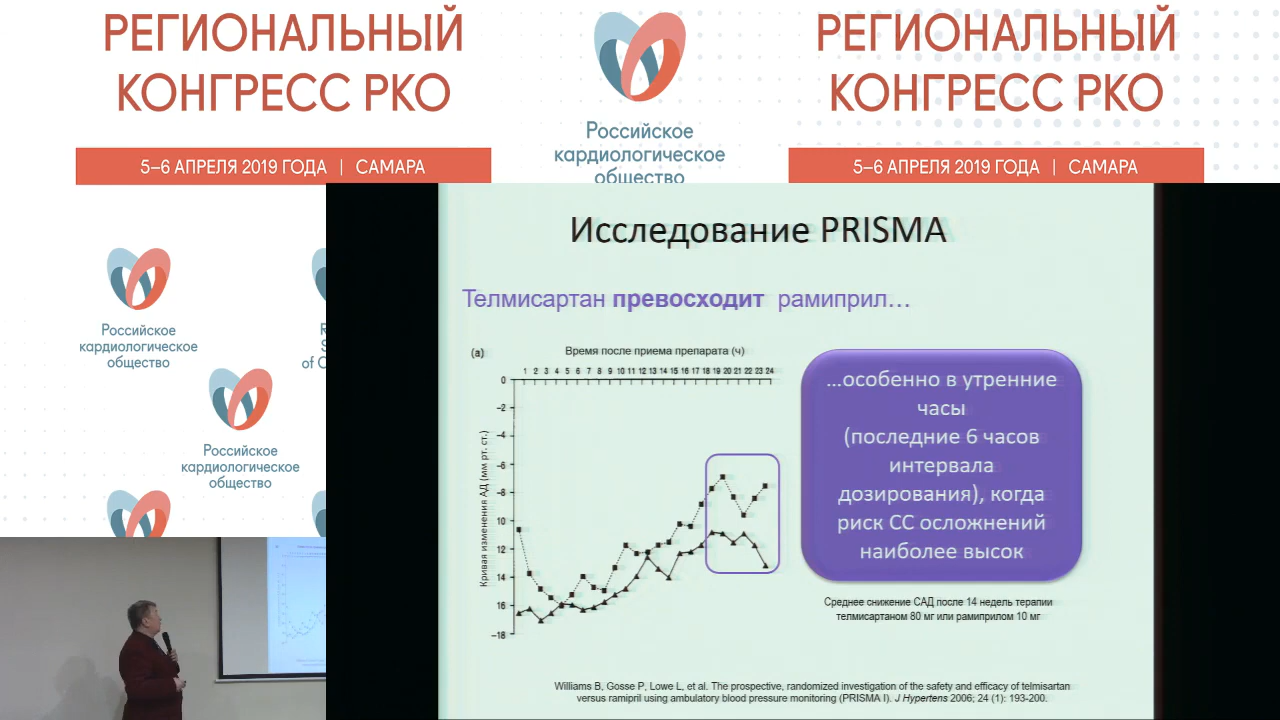 РЕГИОНАЛЬНЫЙ
КОНГРЕСС РКО
5–6 АПРЕЛЯ 2019 ГОДА | САМАРА
Российское
кардиологическое
общество
РЕГИОНАЛЬНЫЙ
КОНГРЕСС РКО
5–6 АПРЕЛЯ 2019 ГОДА | САМАРА
Российское
кардиологическое
общество
of C
Российское
кардиологическое
общество
Исследование PRISMA
Телмисартан превосходит рамиприл...
(а)
Время после приема препарата (ч)
1 2 3 4 5 6 7 8 9 10 11 12 13 14 15 16 17 18 19 20 21 22 23 24
Кривая изменения АД (мм рт. ст.)
0
–2
–4
–6
–8
10
12
14
16
–18
...особенно в утренние
часы
(последние 6 часов
интервала
дозирования), когда
риск СС осложнений
наиболее высок
Среднее снижение САД после 14 недель терапии
телмисартаном 80 мг или рамиприлом 10 мг
Williams B, Gosse P, Lowe L, et al. The prospective, randomized investigation of the safety and efficacy of telmisartan
versus ramipril using ambulatory blood pressure monitoring (PRISMA I). J Hypertens 2006; 24 (1): 193-200.